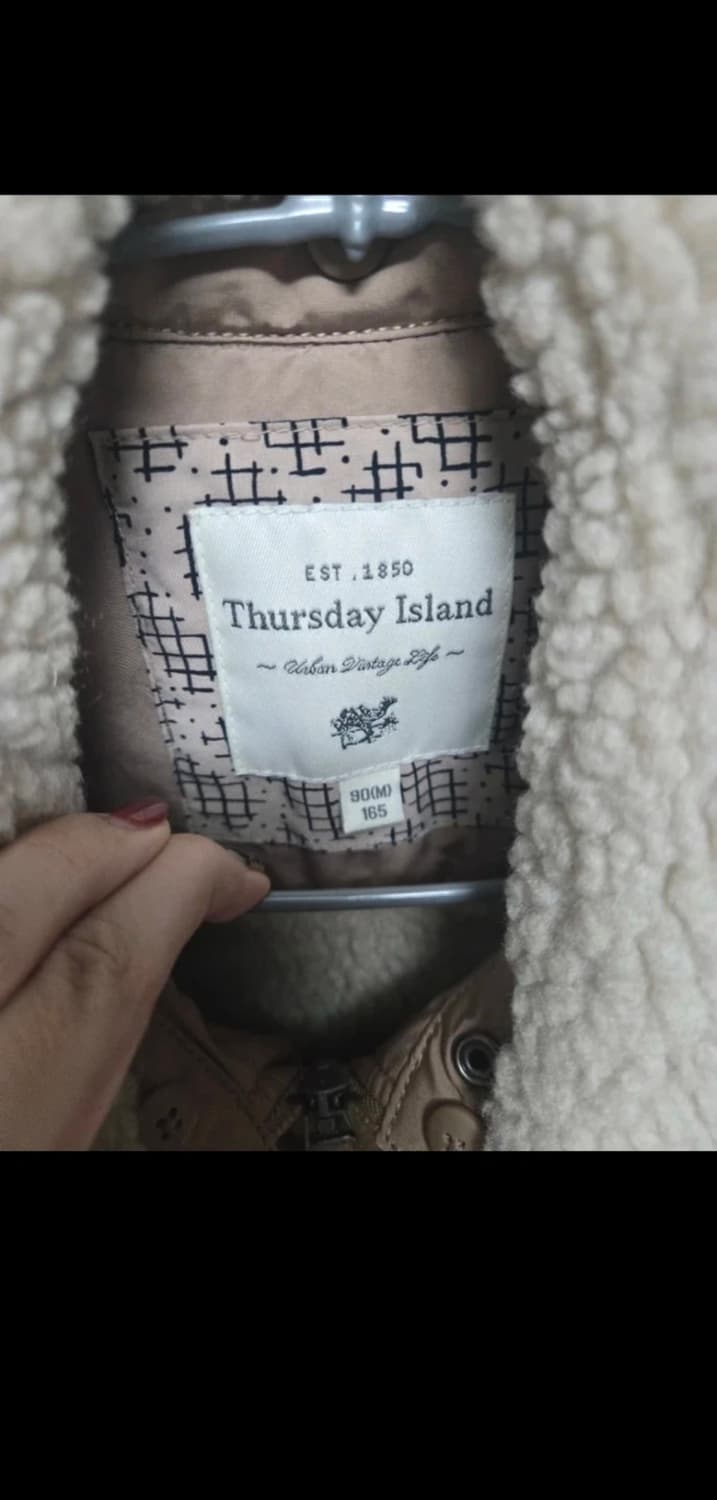 EST .1850
Thursday Island
~ Urban Vintage Life ~
90(M)
165